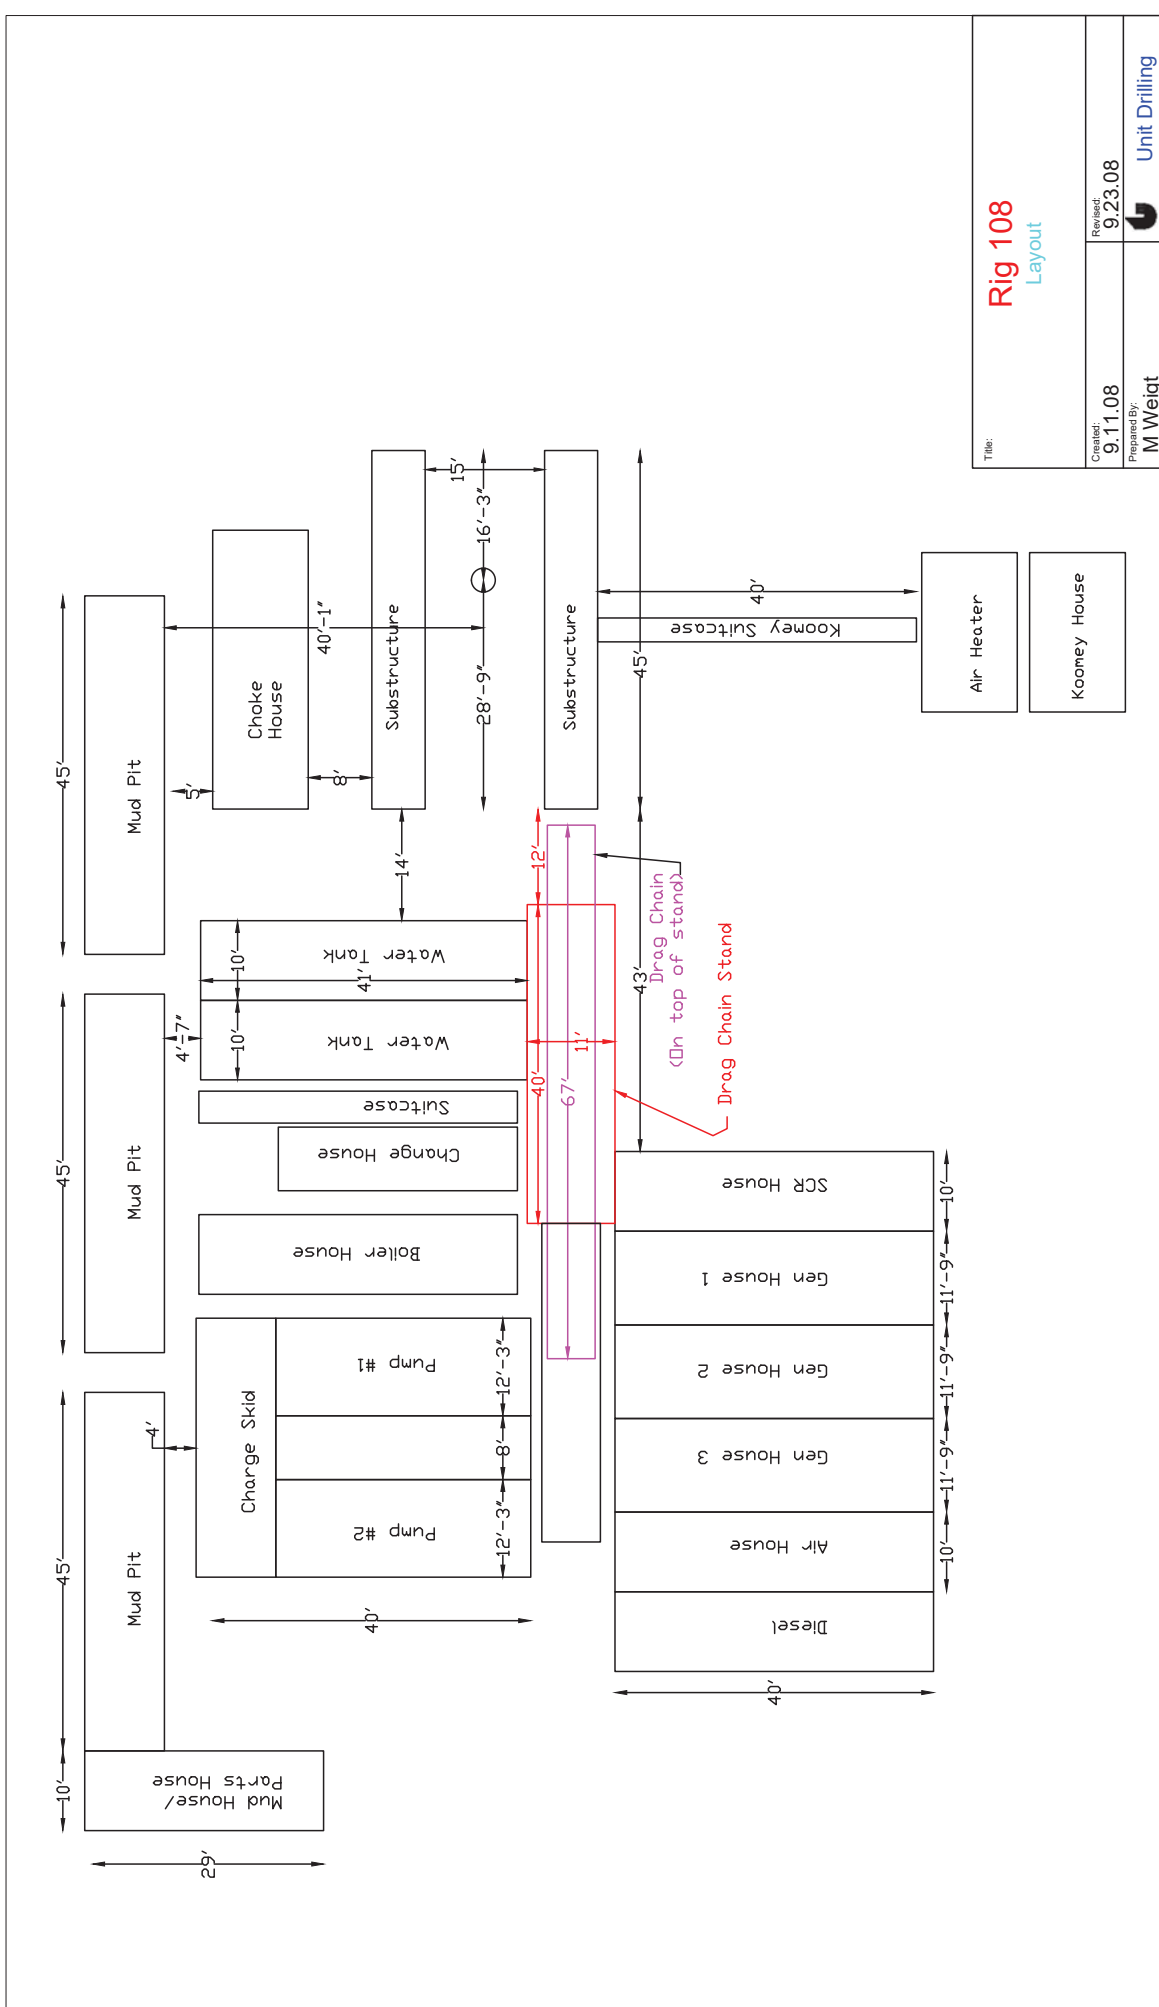 45'
45'
45'
10'
29'
Mud Pit
Mud Pit
Mud Pit
Mud House/
Parts House
5'
4'-7"
4'
Choke
House
40'-1"
8'
14'
Water Tank
Water Tank
10'
10'
41'
Suitcase
Change House
Boiler House
Charge Skid
Pump #1
Pump #2
12'-3"
8'
12'-3"
40'
Substructure
15'
16'-3"
28'-9"
Substructure
12'
40'
11'
67'
Drag Chain
(On top of stand)
Drag Chain Stand
45'
43'
40'
Koomey Suitcase
Air Heater
Koomey House
SCR House
Gen House 1
Gen House 2
Gen House 3
Air House
Diesel
10'
11'-9"
11'-9"
11'-9"
10'
40'
Title:
Rig 108
Layout
Created:
9.11.08
Revised:
9.23.08
Prepared By:
M Weigt
Unit Drilling